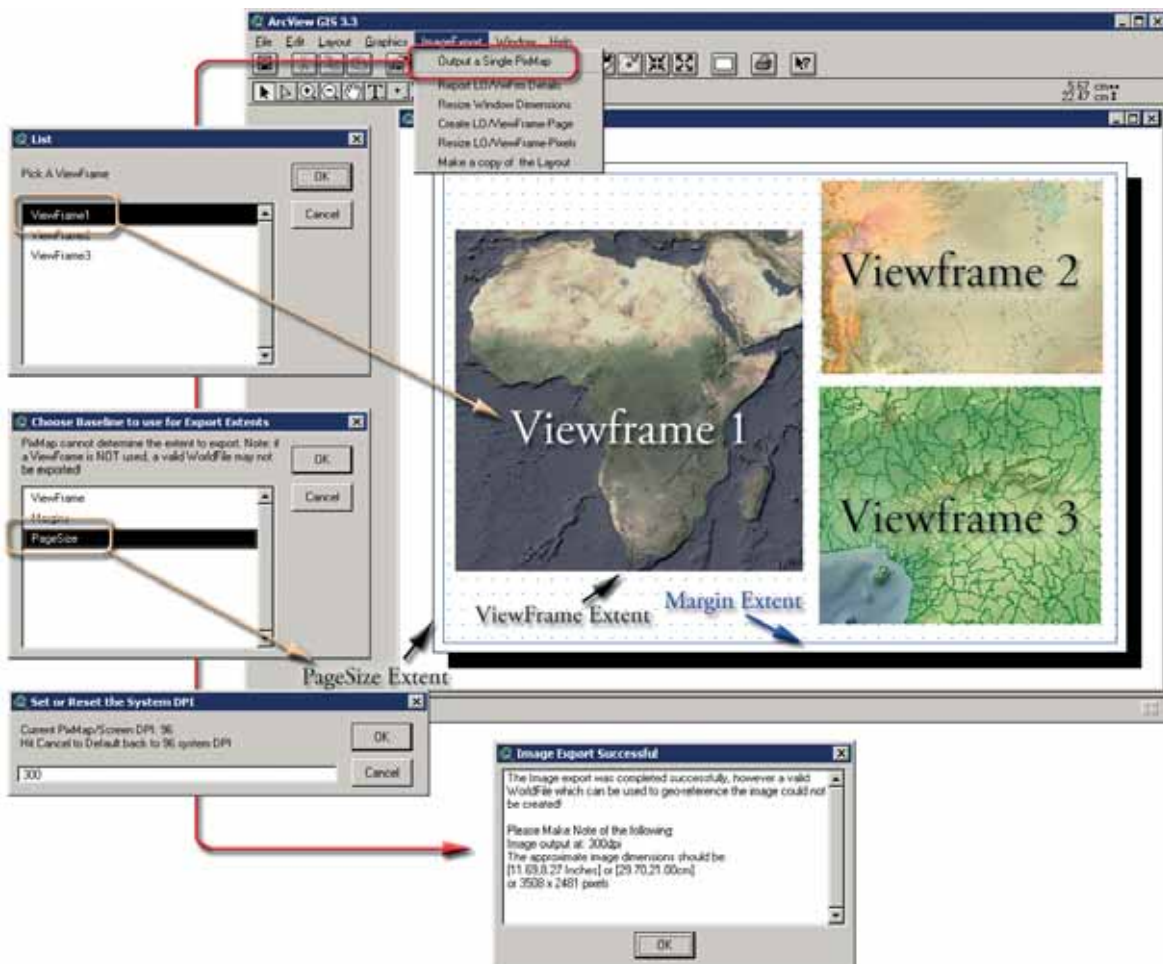 ArcView GIS 3.3
File Edit Layout Graphics ImageExport Window Help
Output a Single PixMap
Report LO/VwFrm Details
Resize Window Dimensions
Create LO/ViewFrame-Page
Resize LO/ViewFrame-Pixels
Make a copy of the Layout
5.62 cm
22.47 cm
List
Pick A ViewFrame
OK
Cancel
ViewFrame1
ViewFrame2
ViewFrame3
Viewframe 1
Viewframe 2
Viewframe 3
ViewFrame Extent
Margin Extent
PageSize Extent
Choose Baseline to use for Export Extents
PixMap cannot determine the extent to export. Note: if
a ViewFrame is NOT used, a valid WorldFile may not
be exported!
OK
Cancel
ViewFrame
Margins
PageSize
Set or Reset the System DPI
Current PixMap/Screen DPI: 96
Hit Cancel to Default back to 96 system DPI
OK
Cancel
300
Image Export Successful
The Image export was completed successfully, however a valid
WorldFile which can be used to geo-reference the image could not
be created!
Please Make Note of the following:
Image output at: 300dpi
The approximate image dimensions should be:
[11.69,8.27 Inches] or [29.70,21.00cm]
or 3508 x 2481 pixels
OK